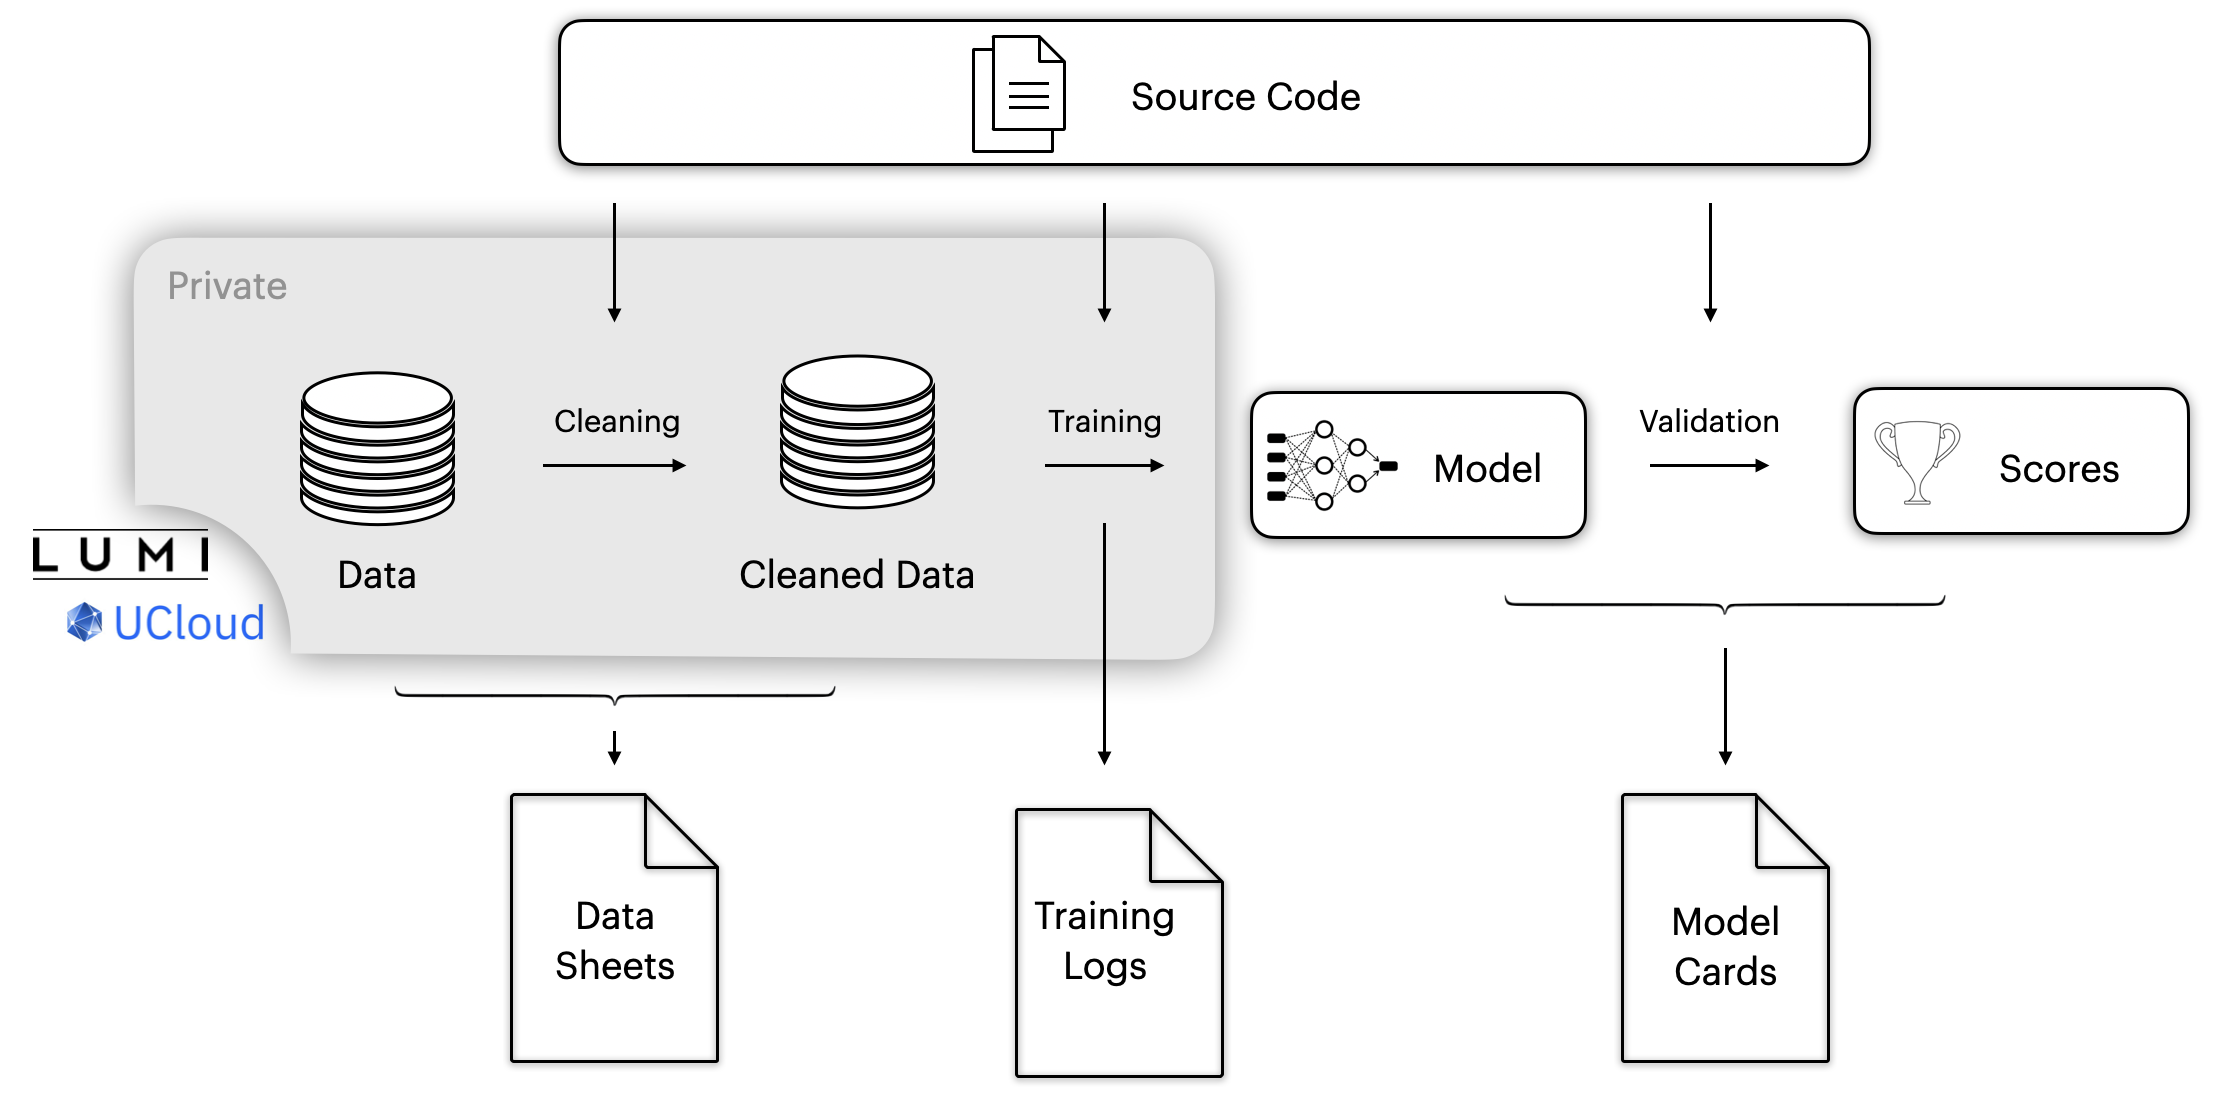 Source Code
Private
Cleaning
Training
Validation
Model
Scores
Data
Cleaned Data
LUMI
UCloud
Data
Sheets
Training
Logs
Model
Cards